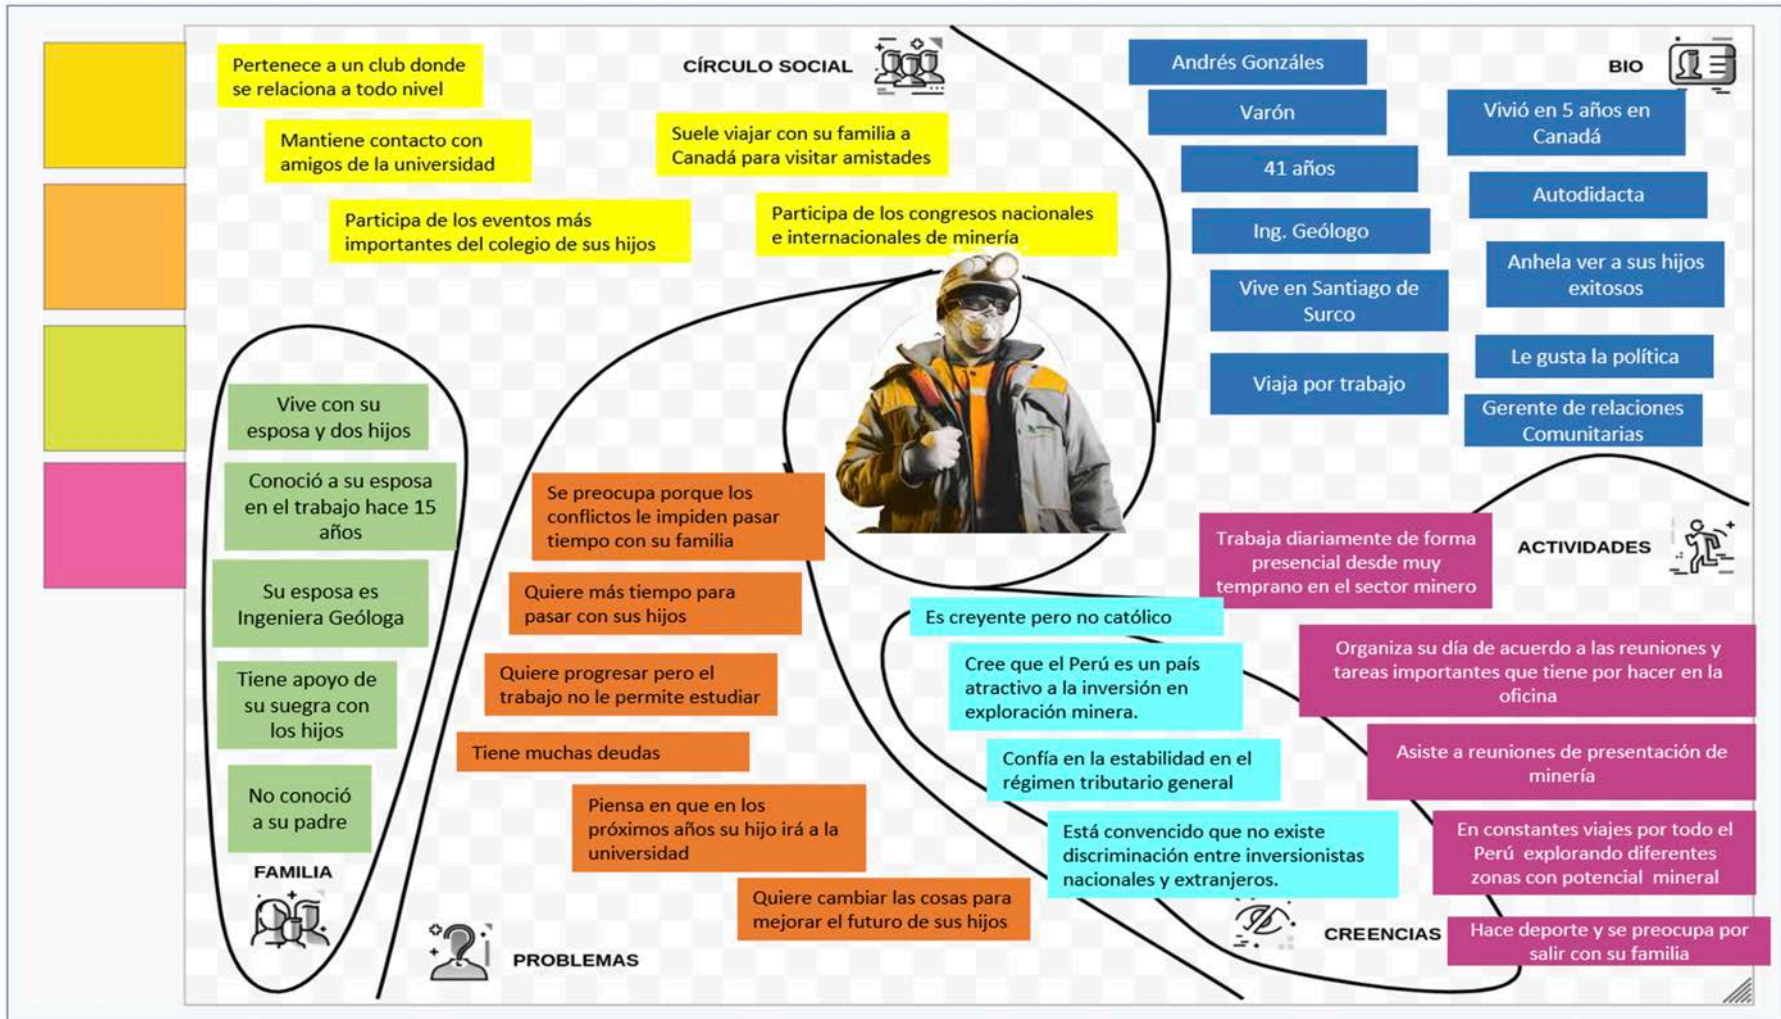 Pertenece a un club donde
se relaciona a todo nivel
CÍRCULO SOCIAL
Mantiene contacto con
amigos de la universidad
Suele viajar con su familia a
Canadá para visitar amistades
Participa de los eventos más
importantes del colegio de sus hijos
Participa de los congresos nacionales
e internacionales de minería
BIO
Andrés Gonzáles
Varón
41 años
Ing. Geólogo
Vive en Santiago de
Surco
Viaja por trabajo
Vivió en 5 años en
Canadá
Autodidacta
Anhela ver a sus hijos
exitosos
Le gusta la política
Gerente de relaciones
Comunitarias
Vive con su
esposa y dos hijos
Conoció a su esposa
en el trabajo hace 15
años
Su esposa es
Ingeniera Geóloga
Tiene apoyo de
su suegra con
los hijos
No conoció
a su padre
FAMILIA
Se preocupa porque los
conflictos le impiden pasar
tiempo con su familia
Quiere más tiempo para
pasar con sus hijos
Quiere progresar pero el
trabajo no le permite estudiar
Tiene muchas deudas
Piensa en que en los
próximos años su hijo irá a la
universidad
Quiere cambiar las cosas para
mejorar el futuro de sus hijos
PROBLEMAS
Es creyente pero no católico
Cree que el Perú es un país
atractivo a la inversión en
exploración minera.
Confía en la estabilidad en el
régimen tributario general
Está convencido que no existe
discriminación entre inversionistas
nacionales y extranjeros.
CREENCIAS
ACTIVIDADES
Trabaja diariamente de forma
presencial desde muy
temprano en el sector minero
Organiza su día de acuerdo a las reuniones y
tareas importantes que tiene por hacer en la
oficina
Asiste a reuniones de presentación de
minería
En constantes viajes por todo el
Perú explorando diferentes
zonas con potencial mineral
Hace deporte y se preocupa por
salir con su familia